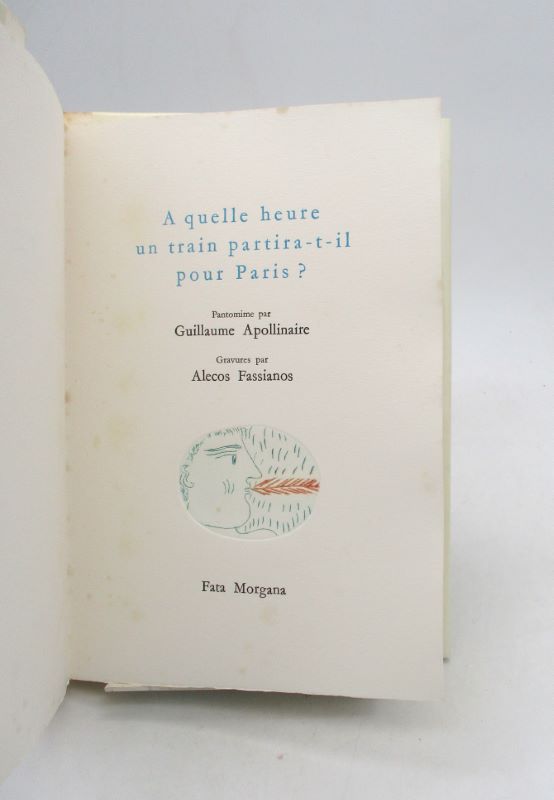 A quelle heure
un train partira-t-il
pour Paris ?
Pantomime par
Guillaume Apollinaire
Gravures par
Alecos Fassianos
Fata Morgana